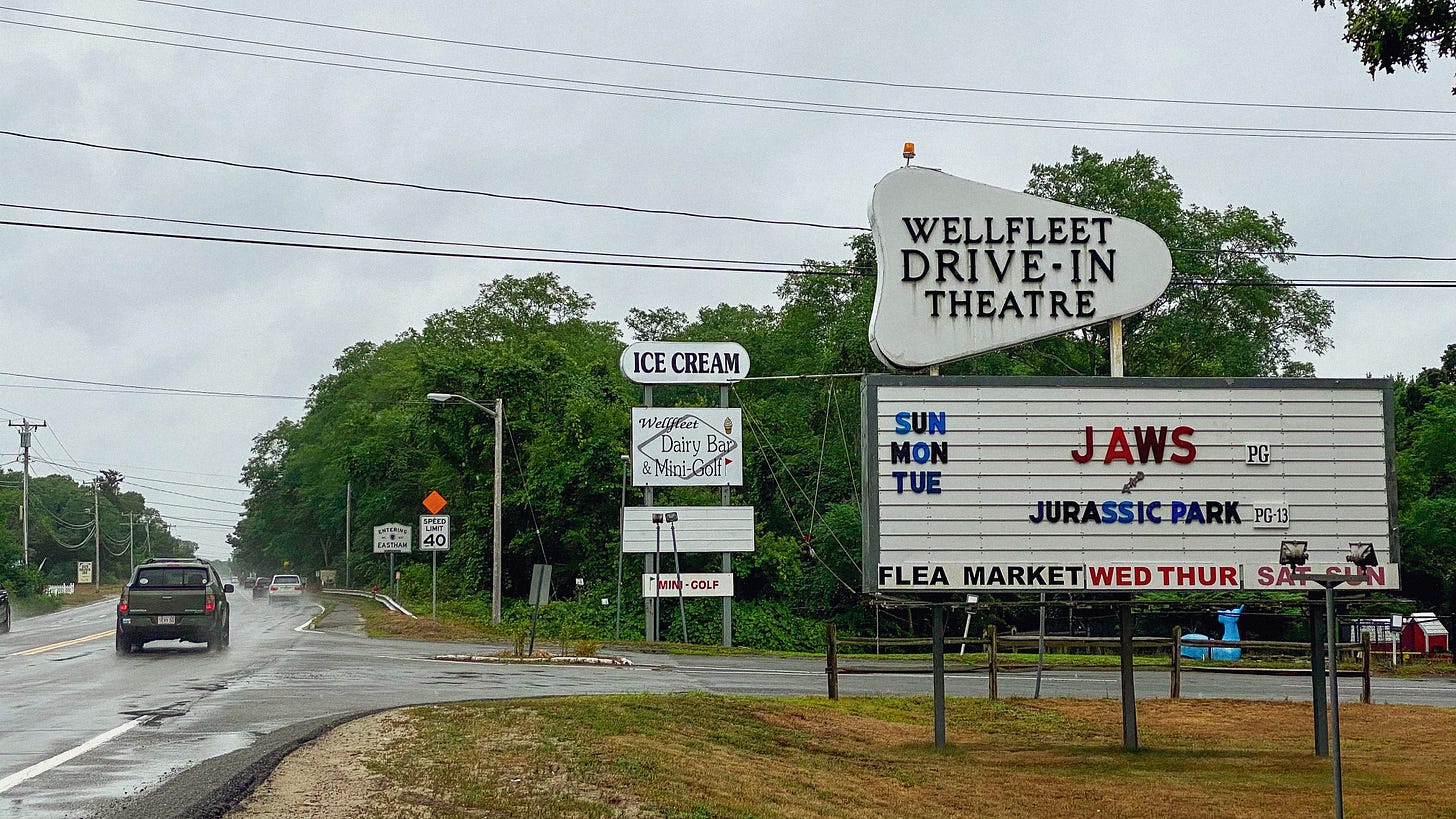 WELLFLEET
DRIVE-IN
THEATRE
ICE CREAM
Wellfleet
Dairy Bar
& Mini-Golf
MINI-GOLF
ENTERING
EASTHAM
SPEED
LIMIT
40
SUN
MON
TUE
JAWS PG
JURASSIC PARK PG-13
FLEA MARKET WED THUR SAT SUN